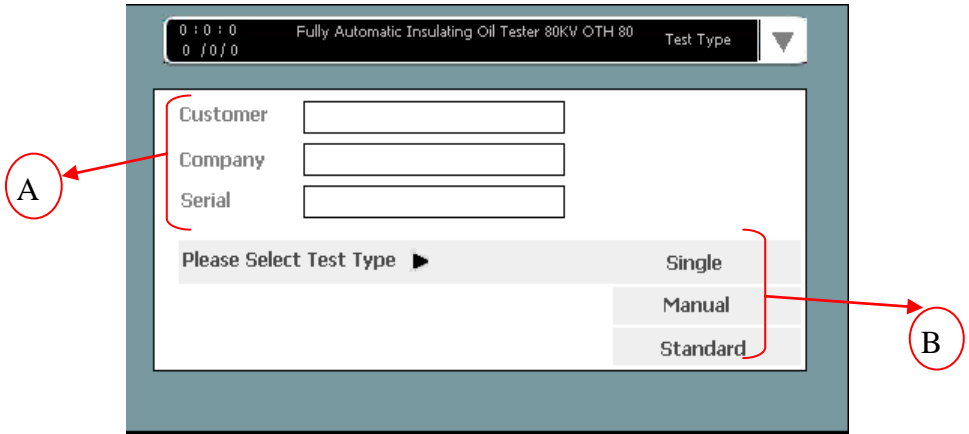 0 : 0 : 0
Fully Automatic Insulating Oil Tester 80KV OTH 80
Test Type
0 /0/ 0
Customer
Company
A
Serial
Please Select Test Type
Single
Manual
B
Standard